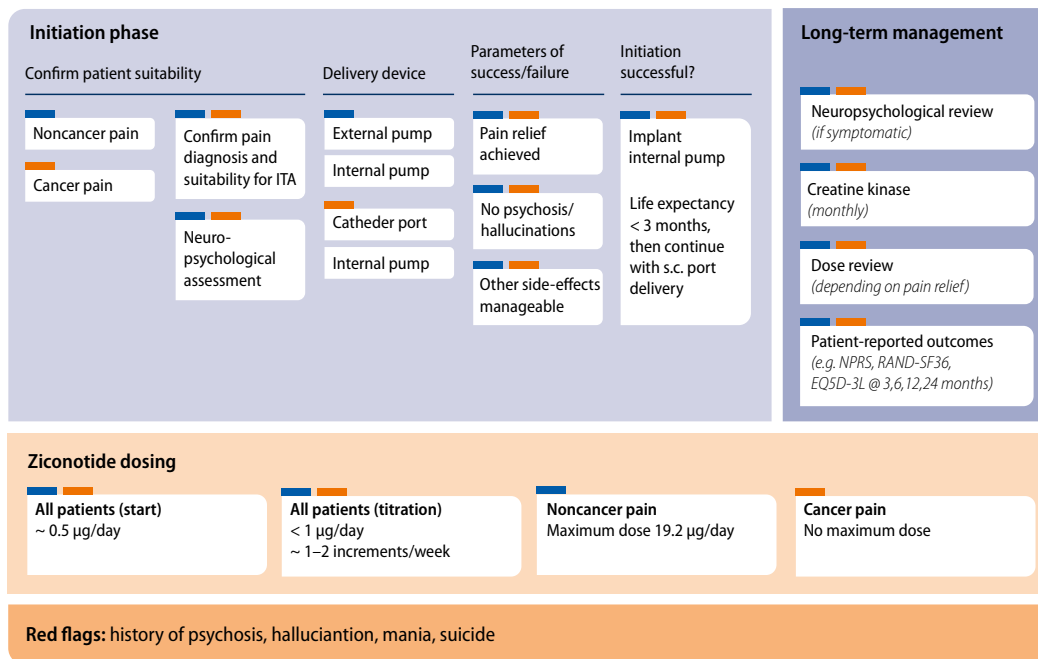 Initiation phase
Confirm patient suitability
Noncancer pain
Cancer pain
Confirm pain
diagnosis and
suitability for ITA
Neuro-
psychological
assessment
Delivery device
External pump
Internal pump
Catheder port
Internal pump
Parameters of
success/failure
Pain relief
achieved
No psychosis/
hallucinations
Other side-effects
manageable
Initiation
successful?
Implant
internal pump
Life expectancy
< 3 months,
then continue
with s.c. port
delivery
Long-term management
Neuropsychological review
(if symptomatic)
Creatine kinase
(monthly)
Dose review
(depending on pain relief)
Patient-reported outcomes
(e.g. NPRS, RAND-SF36,
EQ5D-3L @ 3,6,12,24 months)
Ziconotide dosing
All patients (start)
~ 0.5 µg/day
All patients (titration)
< 1 µg/day
~ 1–2 increments/week
Noncancer pain
Maximum dose 19.2 µg/day
Cancer pain
No maximum dose
Red flags: history of psychosis, halluciantion, mania, suicide